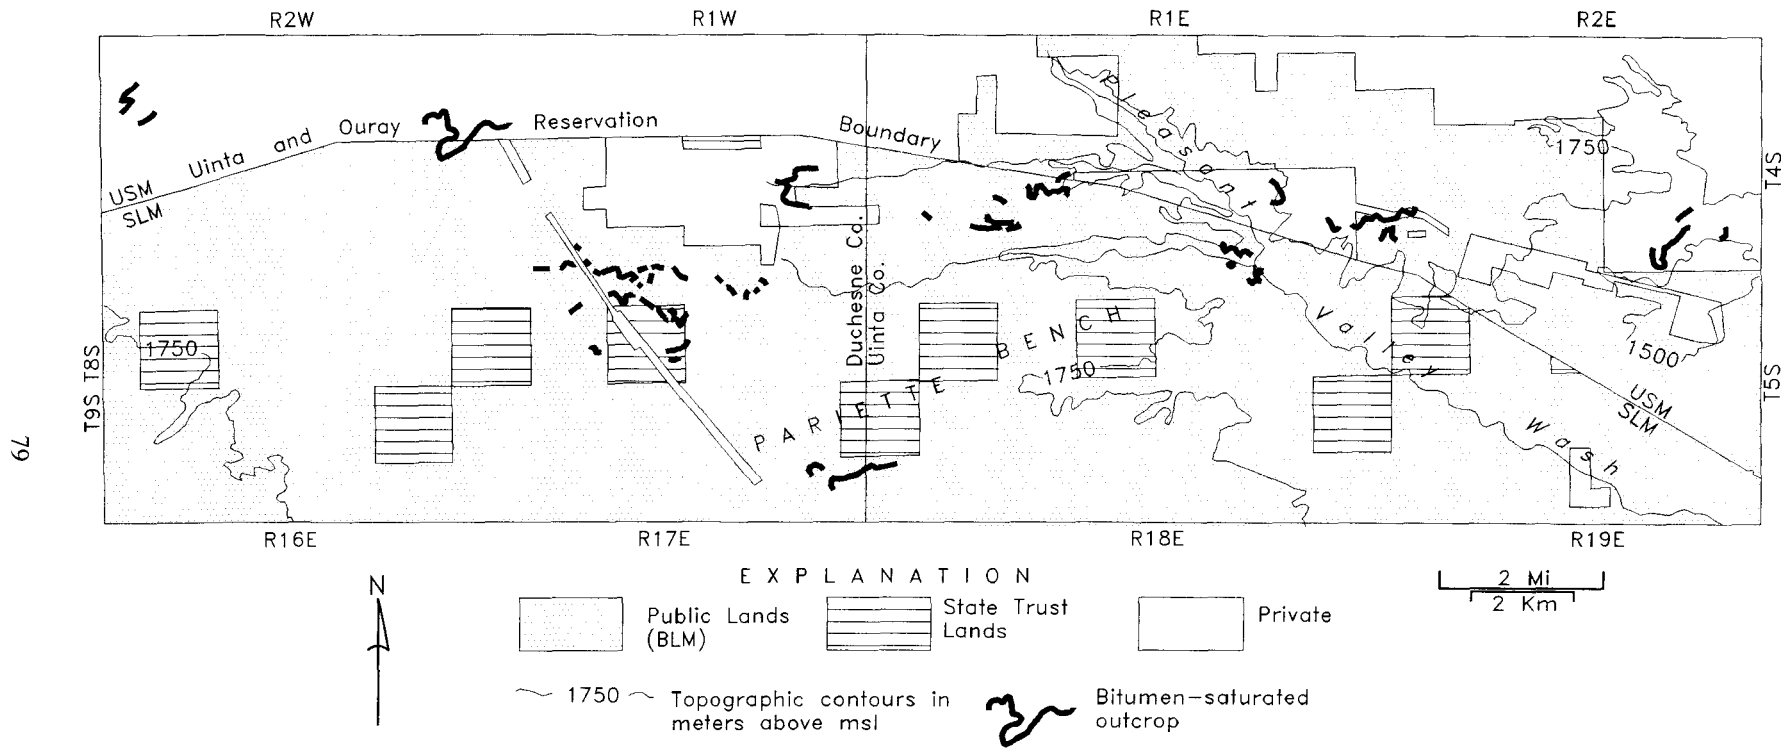 R2W R1W R1E R2E
Uinta and Ouray Reservation Boundary
USM
SLM
Pleasant Valley Wash
1750
T4S
Duchesne Co.
Uinta Co.
1750
T8S
T9S
PARIETTE BENCH
1750
1500
T5S
USM
SLM
79
R16E R17E R18E R19E
N
EXPLANATION
2 Mi
2 Km
Public Lands
(BLM)
State Trust
Lands
Private
1750
Topographic contours in
meters above msl
Bitumen-saturated
outcrop